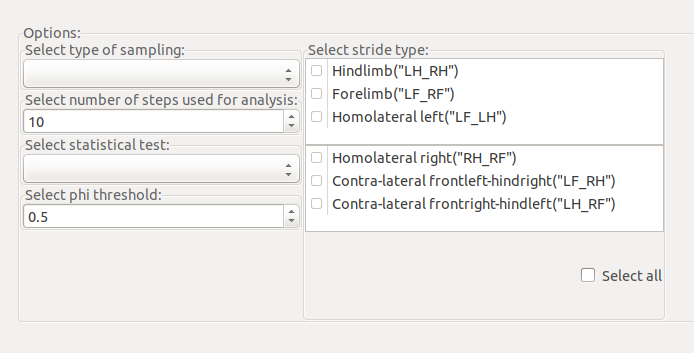 Options:
Select type of sampling:
Select number of steps used for analysis:
10
Select statistical test:
Select phi threshold:
0.5
Select stride type:
Hindlimb("LH_RH")
Forelimb("LF_RF")
Homolateral left("LF_LH")
Homolateral right("RH_RF")
Contra-lateral frontleft-hindright("LF_RH")
Contra-lateral frontright-hindleft("LH_RF")
Select all